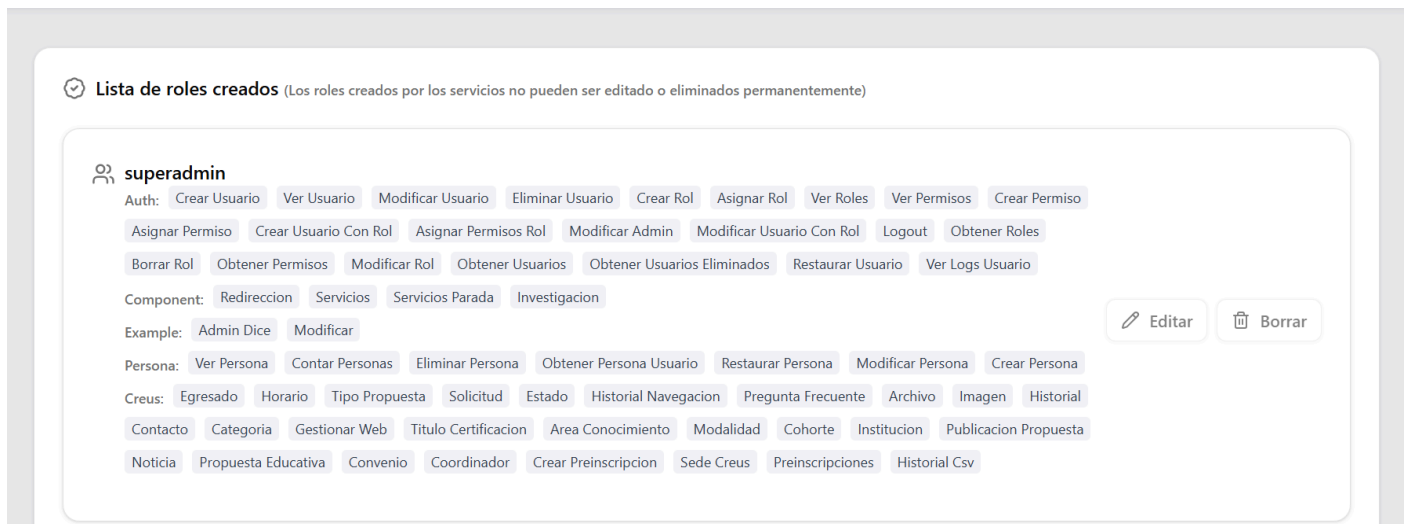 Lista de roles creados (Los roles creados por los servicios no pueden ser editado o eliminados permanentemente)
superadmin
Auth: Crear Usuario Ver Usuario Modificar Usuario Eliminar Usuario Crear Rol Asignar Rol Ver Roles Ver Permisos Crear Permiso
Asignar Permiso Crear Usuario Con Rol Asignar Permisos Rol Modificar Admin Modificar Usuario Con Rol Logout Obtener Roles
Borrar Rol Obtener Permisos Modificar Rol Obtener Usuarios Obtener Usuarios Eliminados Restaurar Usuario Ver Logs Usuario
Component: Redireccion Servicios Servicios Parada Investigacion
Example: Admin Dice Modificar
Persona: Ver Persona Contar Personas Eliminar Persona Obtener Persona Usuario Restaurar Persona Modificar Persona Crear Persona
Creus: Egresado Horario Tipo Propuesta Solicitud Estado Historial Navegacion Pregunta Frecuente Archivo Imagen Historial
Contacto Categoria Gestionar Web Titulo Certificacion Area Conocimiento Modalidad Cohorte Institucion Publicacion Propuesta
Noticia Propuesta Educativa Convenio Coordinador Crear Preinscripcion Sede Creus Preinscripciones Historial Csv
Editar Borrar